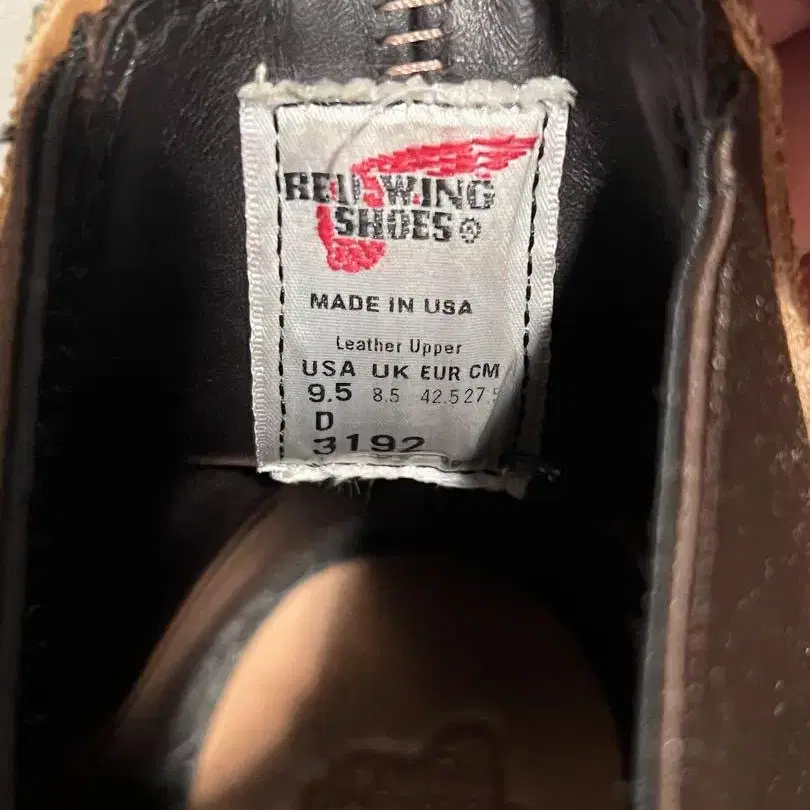 RED WING
SHOES®
MADE IN USA
Leather Upper
USA UK EUR CM
9.5 8.5 42.5 27.5
D
3192